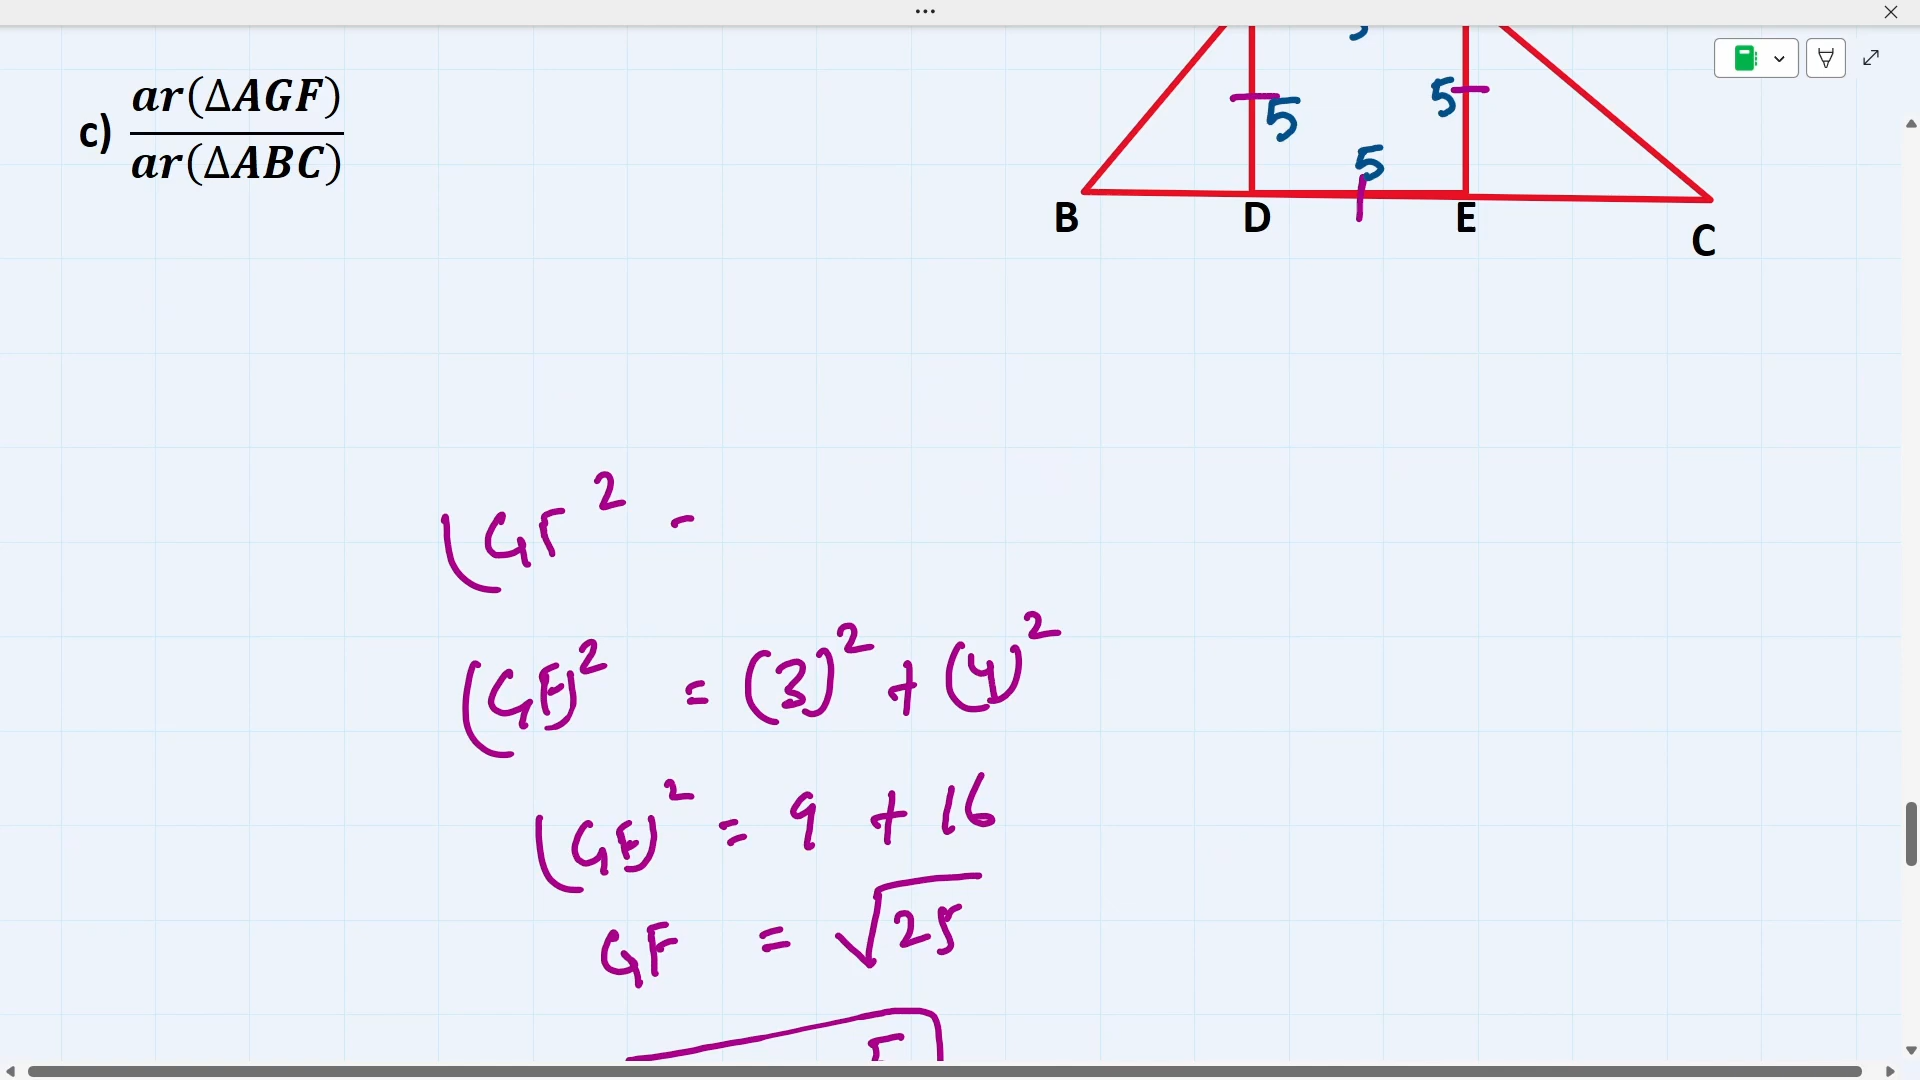 c) ar(ΔAGF)
ar(ΔABC)
5
5
5
B D E C
(GF² -
(GF)² = (3)² + (4)²
(GF)² = 9 + 16
GF = √25